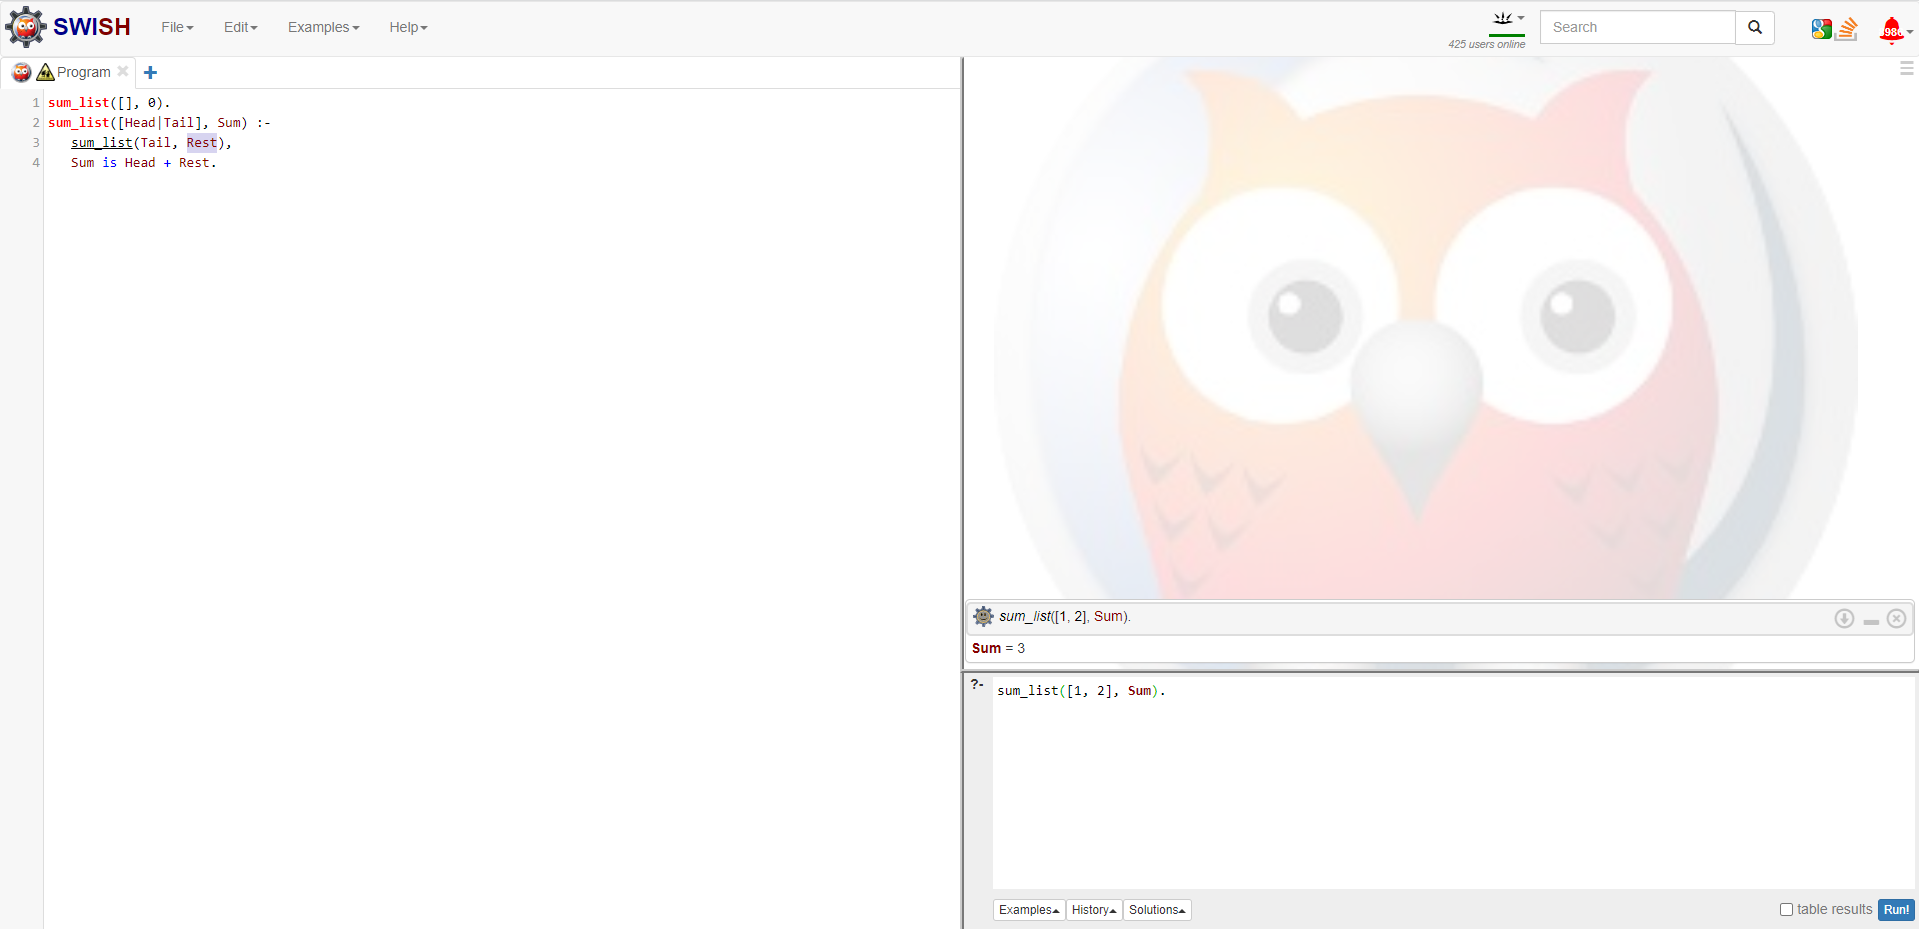 SWISH File Edit Examples Help
425 users online
Search
Program
1 sum_list([], 0).
2 sum_list([Head|Tail], Sum) :-
3 sum_list(Tail, Rest),
4 Sum is Head + Rest.
sum_list([1, 2], Sum).
Sum = 3
?- sum_list([1, 2], Sum).
Examples History Solutions
table results Run!